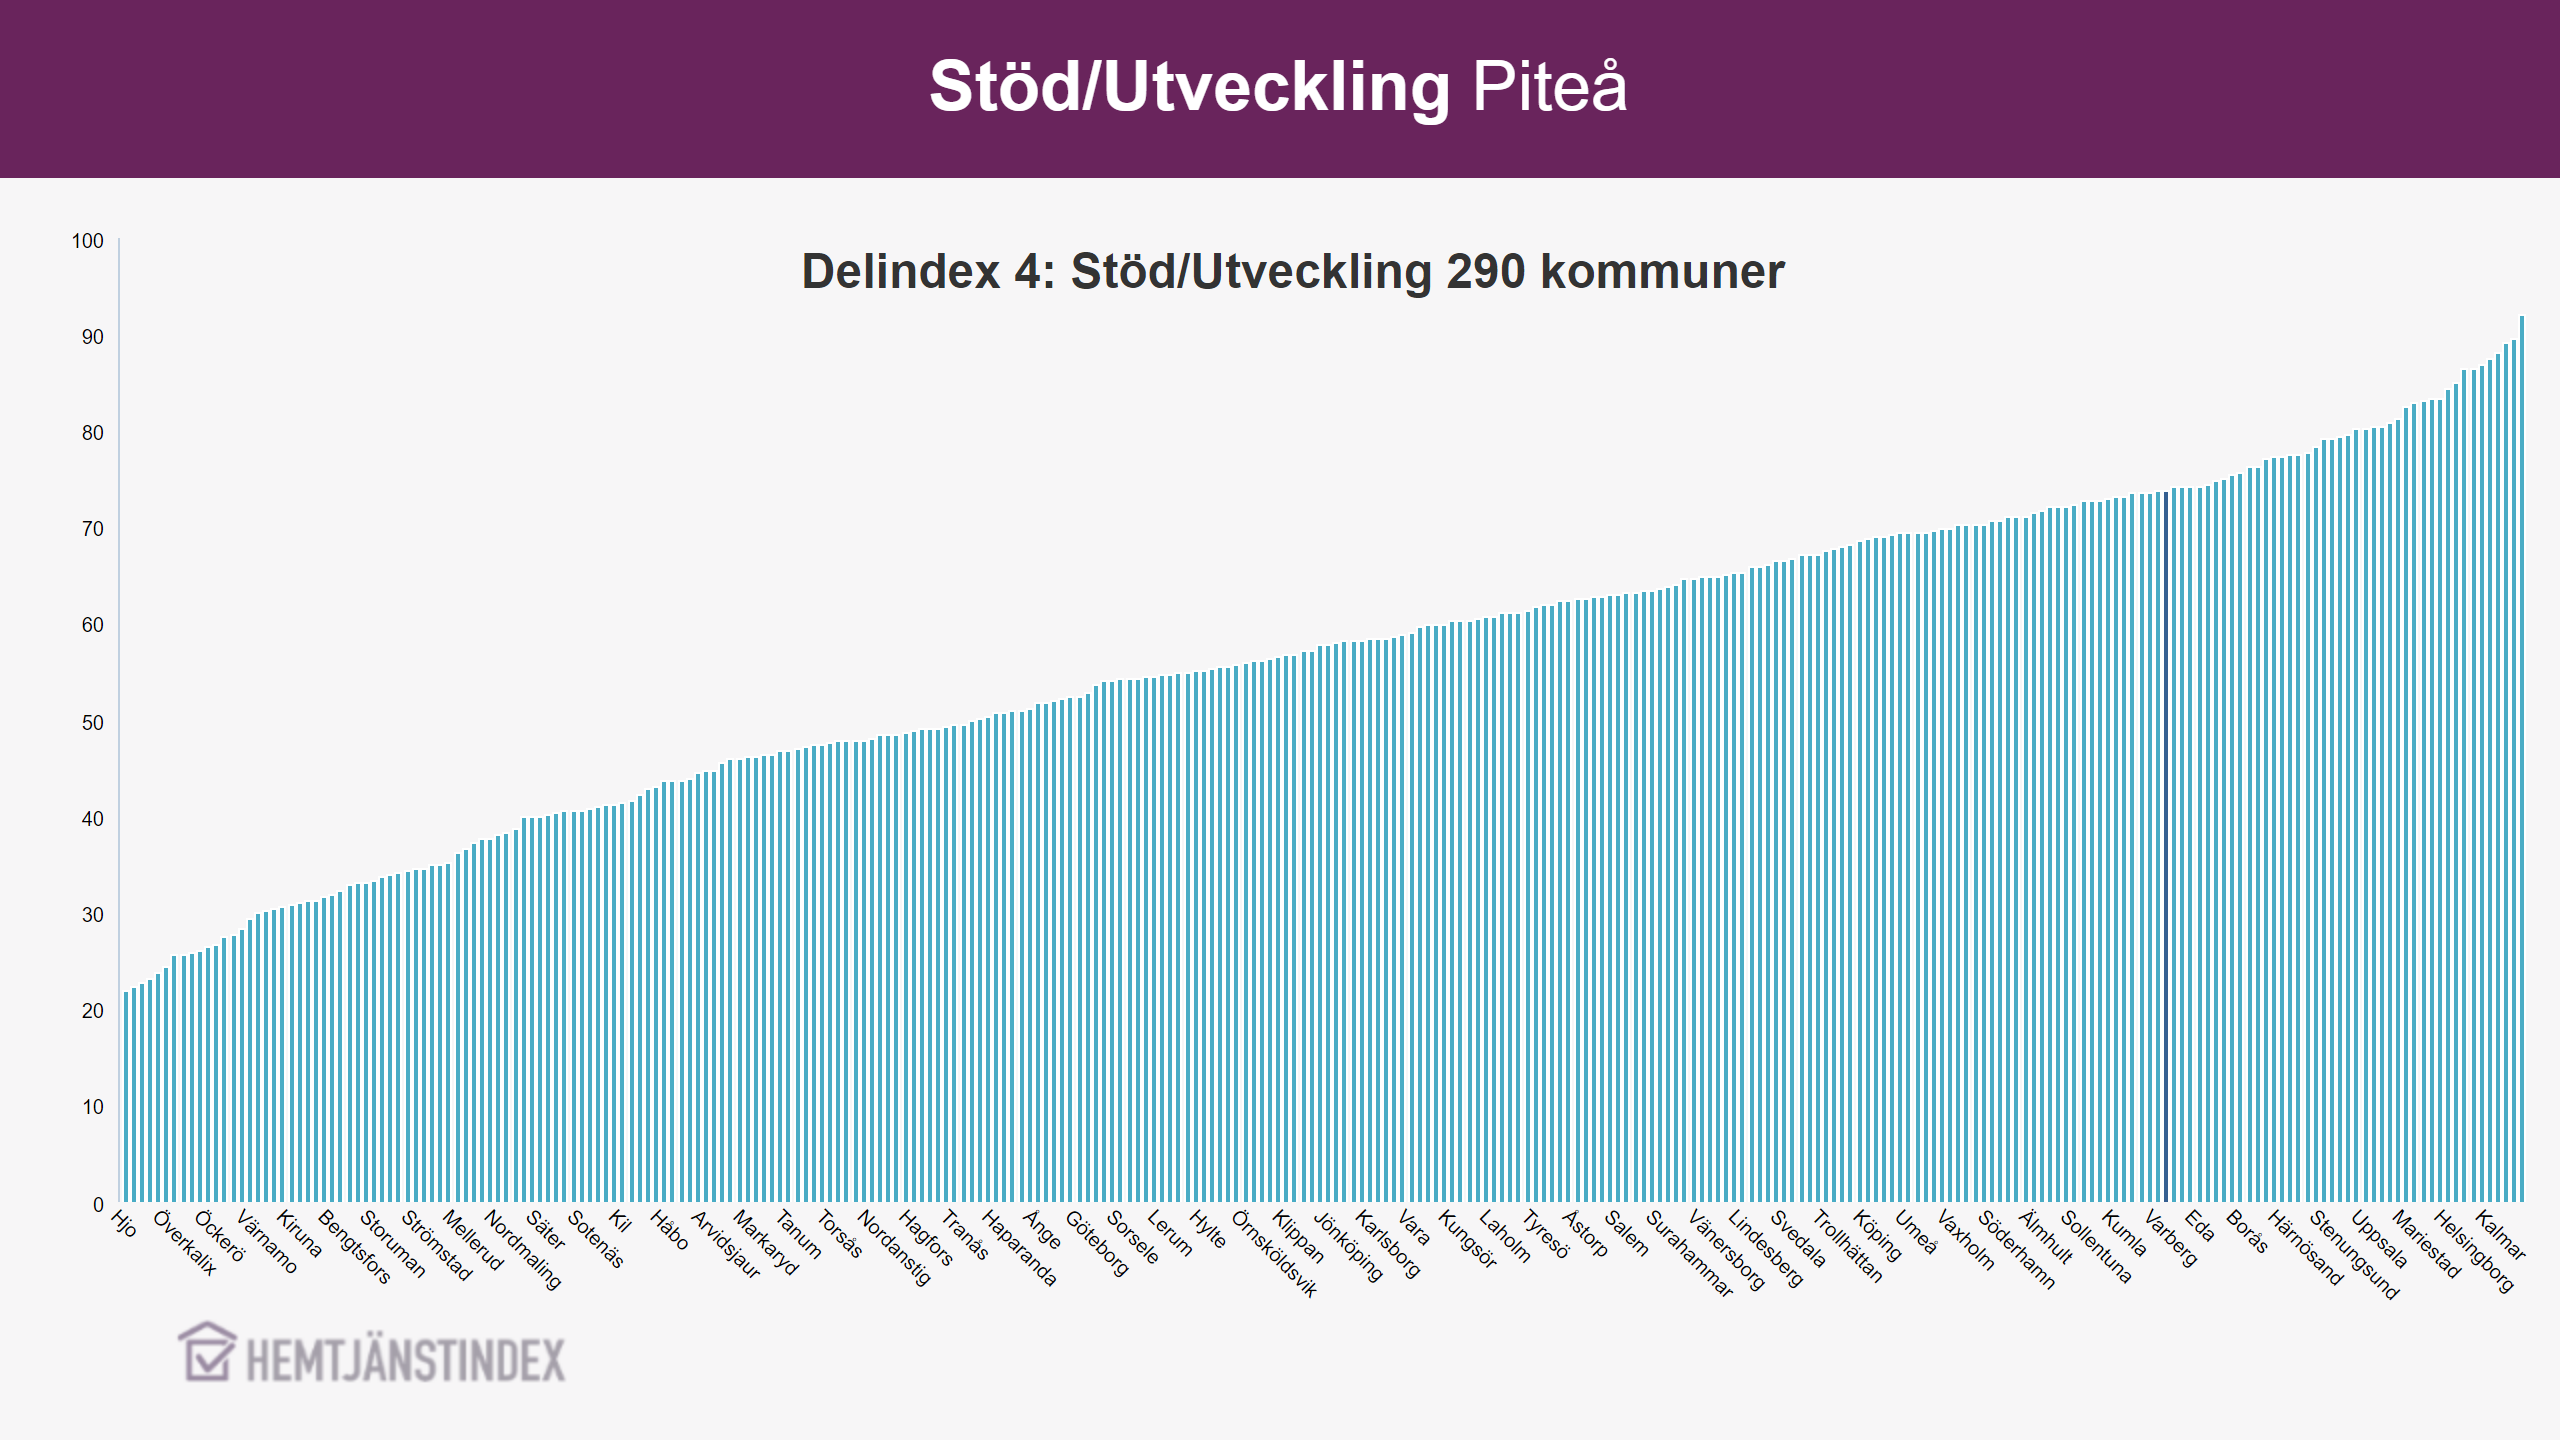 Stöd/Utveckling Piteå
Delindex 4: Stöd/Utveckling 290 kommuner
100
90
80
70
60
50
40
30
20
10
0
Hjo
Överkalix
Öckerö
Värnamo
Kiruna
Bengtsfors
Storuman
Strömstad
Mellerud
Nordmaling
Säter
Sotenäs
Kil
Håbo
Arvidsjaur
Markaryd
Tanum
Torsås
Nordanstig
Hagfors
Tranås
Haparanda
Ånge
Göteborg
Sorsele
Lerum
Hylte
Örnsköldsvik
Klippan
Jönköping
Karlsborg
Vara
Kungsör
Laholm
Tyresö
Åstorp
Salem
Surahammar
Vänersborg
Lindesberg
Svedala
Trollhättan
Köping
Umeå
Vaxholm
Söderhamn
Älmhult
Sollentuna
Kumla
Varberg
Eda
Borås
Härnösand
Stenungsund
Uppsala
Mariestad
Helsingborg
Kalmar
HEMTJÄNSTINDEX